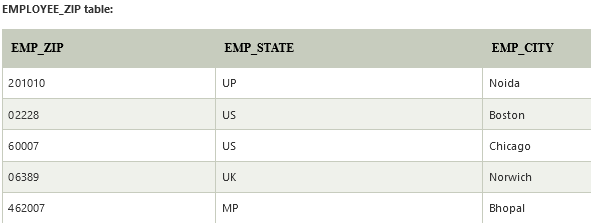 EMPLOYEE_ZIP table:
EMP_ZIP EMP_STATE EMP_CITY
201010 UP Noida
02228 US Boston
60007 US Chicago
06389 UK Norwich
462007 MP Bhopal